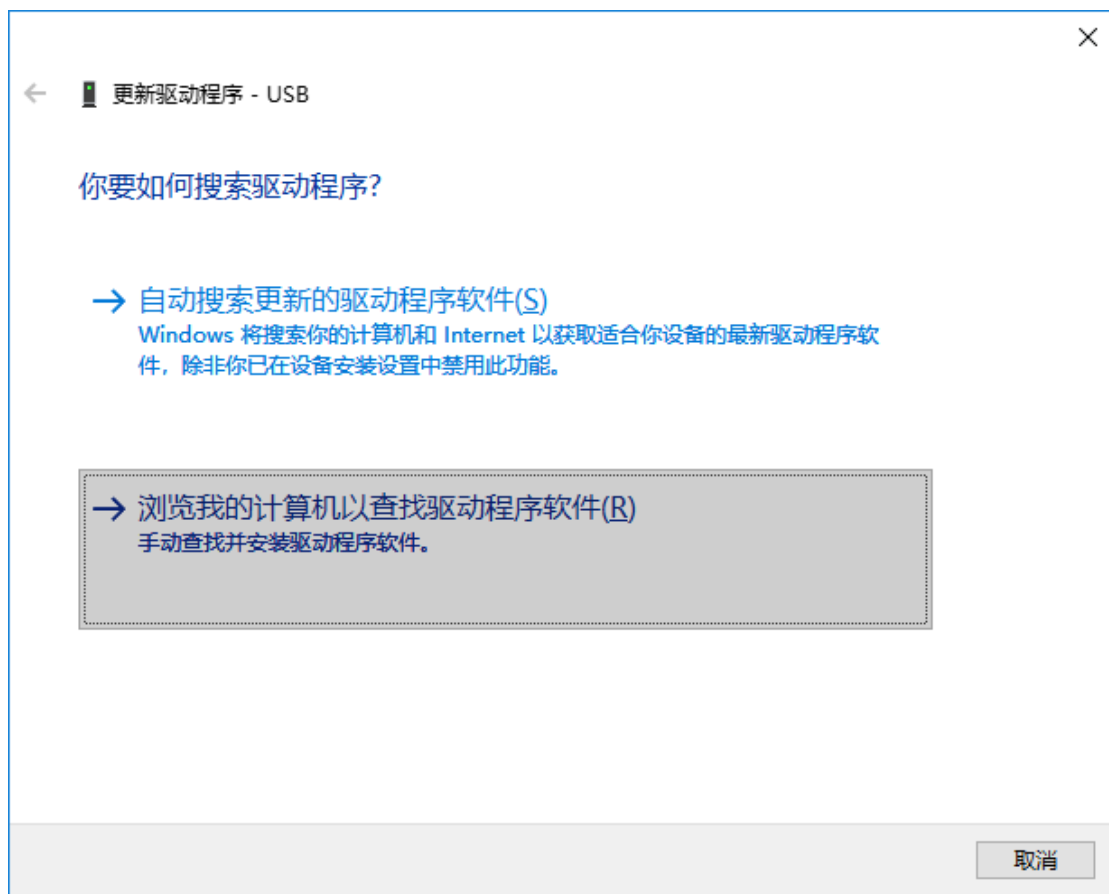 更新驱动程序 - USB
你要如何搜索驱动程序?
自动搜索更新的驱动程序软件(S)
Windows 将搜索你的计算机和 Internet 以获取适合你设备的最新驱动程序软
件，除非你已在设备安装设置中禁用此功能。
浏览我的计算机以查找驱动程序软件(R)
手动查找并安装驱动程序软件。
取消